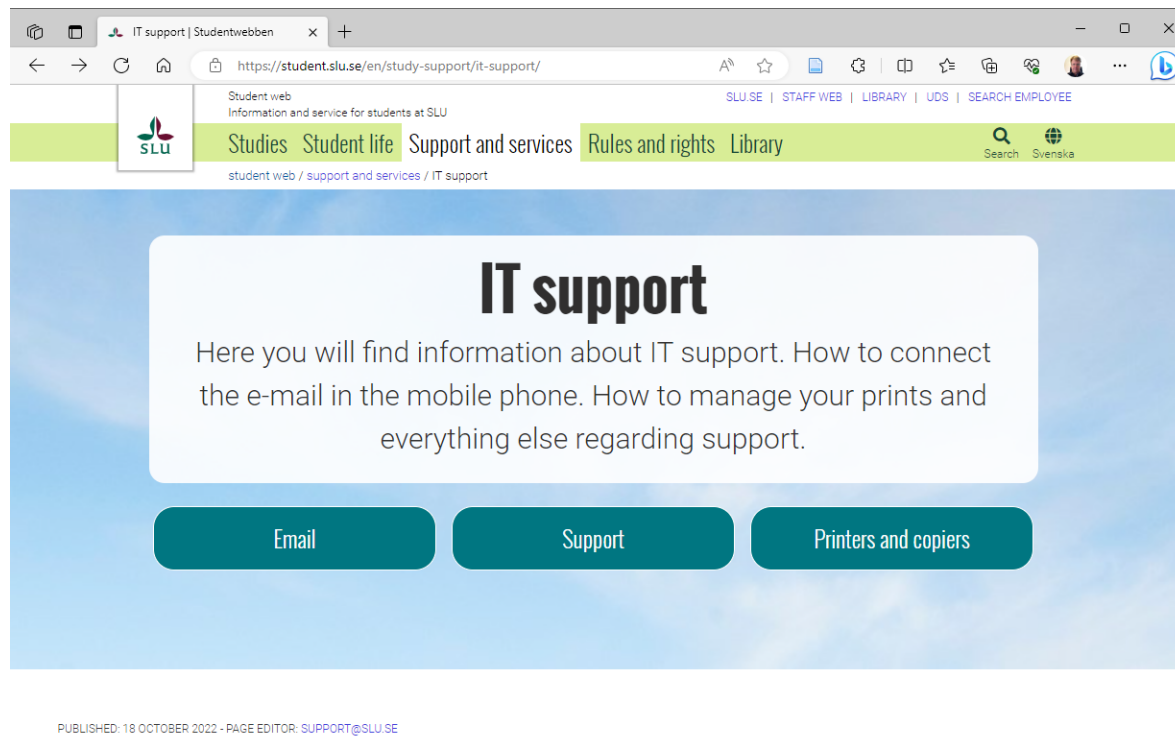 IT support | Studentwebben
https://student.slu.se/en/study-support/it-support/
Student web
Information and service for students at SLU
SLU.SE | STAFF WEB | LIBRARY | UDS | SEARCH EMPLOYEE
SLU
Studies Student life Support and services Rules and rights Library
Search Svenska
student web / support and services / IT support
IT support
Here you will find information about IT support. How to connect
the e-mail in the mobile phone. How to manage your prints and
everything else regarding support.
Email Support Printers and copiers
PUBLISHED: 18 OCTOBER 2022 - PAGE EDITOR: SUPPORT@SLU.SE